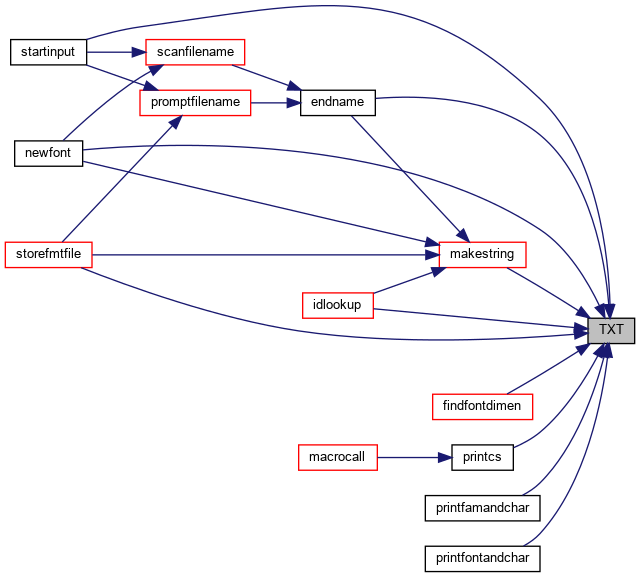 startinput
scanfilename
promptfilename
endname
newfont
storefmtfile
makestring
idlookup
TXT
findfontdimen
macrocall
printcs
printfamandchar
printfontandchar